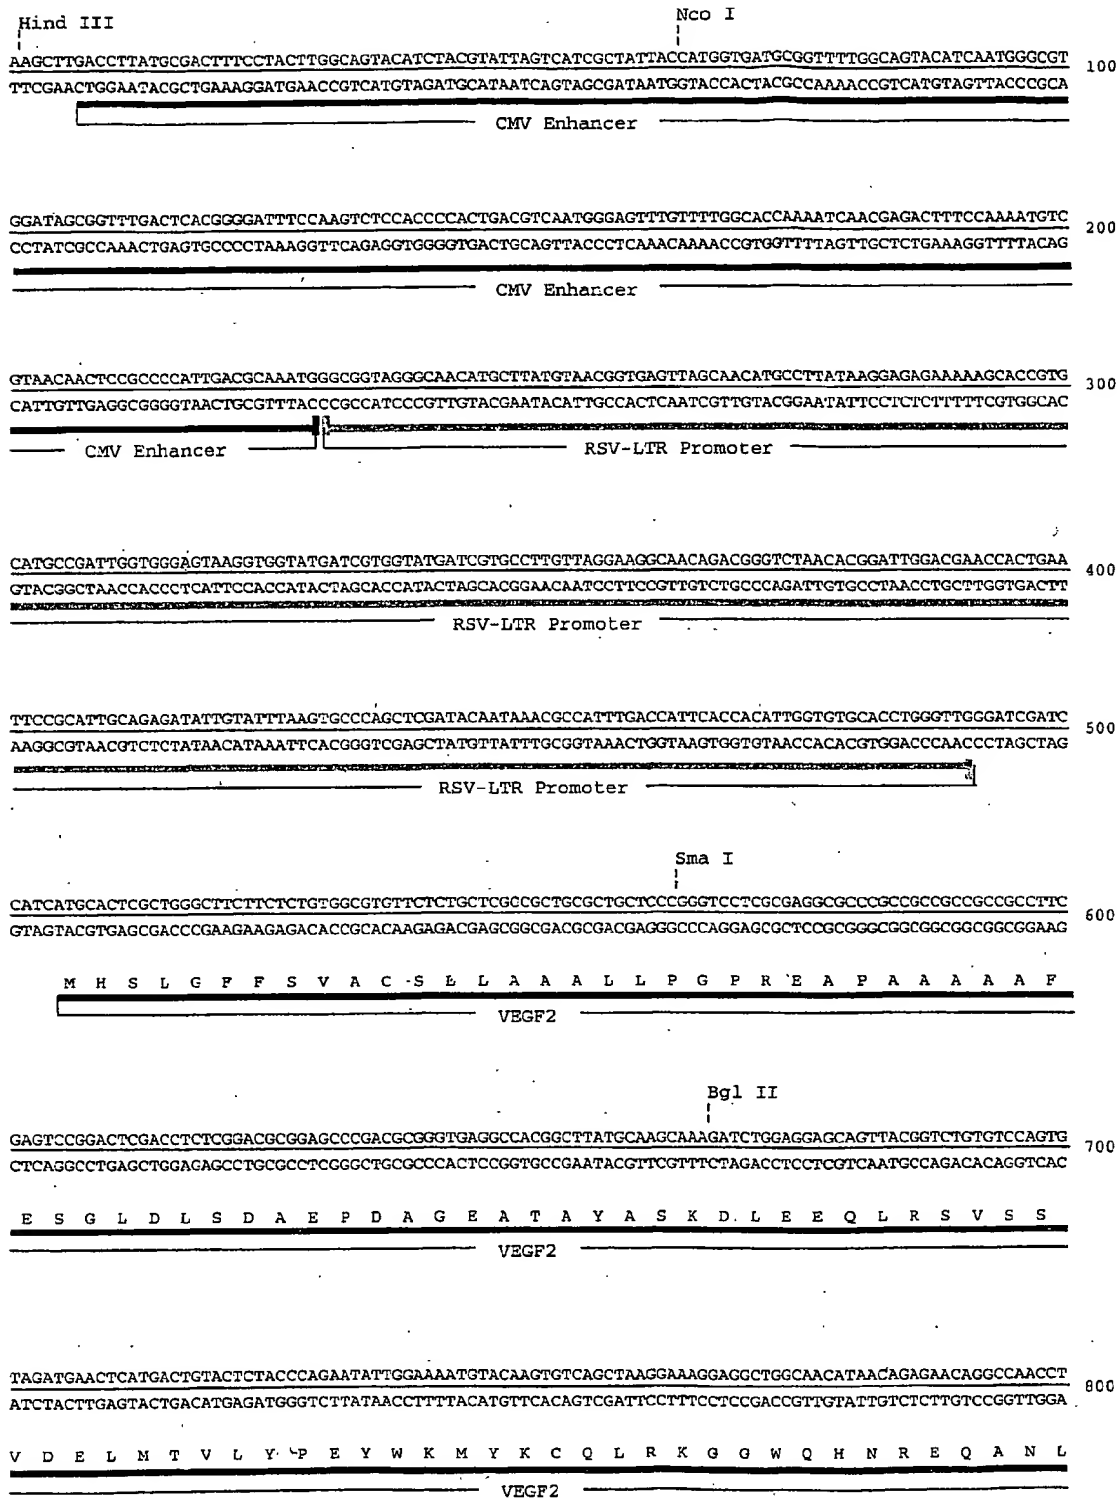 Hind III
Nco I
AAGCTTGACCTTATGCGACTTTCCTACTTGGCAGTACATCTACGTATTAGTCATCGCTATTACCATGGTGATGCGGTTTTGGCAGTACATCAATGGGCGT
100
TTCGAACTGGAATACGCTGAAAGGATGAACCGTCATGTAGATGCATAATCAGTAGCGATAATGGTACCACTACGCCAAAACCGTCATGTAGTTACCCGCA
CMV Enhancer
GGATAGCGGTTTGACTCACGGGGATTTCCAAGTCTCCACCCCACTGACGTCAATGGGAGTTTGTTTTGGCACCAAAATCAACGAGACTTTCCAAAATGTC
200
CCTATCGCCAAACTGAGTGCCCCTAAAGGTTCAGAGGTGGGGTGACTGCAGTTACCCTCAAACAAAACCGTGGTTTTAGTTGCTCTGAAAGGTTTTACAG
CMV Enhancer
GTAACAACTCCGCCCCATTGACGCAAATGGGCGGTAGGGCAACATGCTTATGTAACGGTGAGTTAGCAACATGCCTTATAAGGAGAGAAAAAGCACCGTG
300
CATTGTTGAGGCGGGGTAACTGCGTTTACCCGCCATCCCGTTGTACGAATACATTGCCACTCAATCGTTGTACGGAATATTCCTCTCTTTTTCGTGGCAC
CMV Enhancer
RSV-LTR Promoter
CATGCCGATTGGTGGGAGTAAGGTGGTATGATCGTGGTATGATCGTGCCTTGTTAGGAAGGCAACAGACGGGTCTAACACGGATTGGACGAACCACTGAA
400
GTACGGCTAACCACCCTCATTCCACCATACTAGCACCATACTAGCACGGAACAATCCTTCCGTTGTCTGCCCAGATTGTGCCTAACCTGCTTGGTGACTT
RSV-LTR Promoter
TTCCGCATTGCAGAGATATTGTATTTAAGTGCCCAGCTCGATACAATAAACGCCATTTGACCATTCACCACATTGGTGTGCACCTGGGTTGGGATCGATC
500
AAGGCGTAACGTCTCTATAACATAAATTCACGGGTCGAGCTATGTTATTTGCGGTAAACTGGTAAGTGGTGTAACCACACGTGGACCCAACCCTAGCTAG
RSV-LTR Promoter
Sma I
CATCATGCACTCGCTGGGCTTCTTCTCTGTGGCGTGTTCTCTGCTCGCCGCTGCGCTGCTCCCGGGTCCTCGCGAGGCGCCCGCCGCCGCCGCCGCCTTC
600
GTAGTACGTGAGCGACCCGAAGAAGAGACACCGCACAAGAGACGAGCGGCGACGCGACGAGGGCCCAGGAGCGCTCCGCGGGCGGCGGCGGCGGCGGAAG
M H S L G F F S V A C S L L A A A L L P G P R E A P A A A A A F
VEGF2
Bgl II
GAGTCCGGACTCGACCTCTCGGACGCGGAGCCCGACGCGGGTGAGGCCACGGCTTATGCAAGCAAAGATCTGGAGGAGCAGTTACGGTCTGTGTCCAGTG
700
CTCAGGCCTGAGCTGGAGAGCCTGCGCCTCGGGCTGCGCCCACTCCGGTGCCGAATACGTTCGTTTCTAGACCTCCTCGTCAATGCCAGACACAGGTCAC
E S G L D L S D A E P D A G E A T A Y A S K D L E E Q L R S V S S
VEGF2
TAGATGAACTCATGACTGTACTCTACCCAGAATATTGGAAAATGTACAAGTGTCAGCTAAGGAAAGGAGGCTGGCAACATAACAGAGAACAGGCCAACCT
800
ATCTACTTGAGTACTGACATGAGATGGGTCTTATAACCTTTTACATGTTCACAGTCGATTCCTTTCCTCCGACCGTTGTATTGTCTCTTGTCCGGTTGGA
V D E L M T V L Y P E Y W K M Y K C Q L R K G G W Q H N R E Q A N L
VEGF2